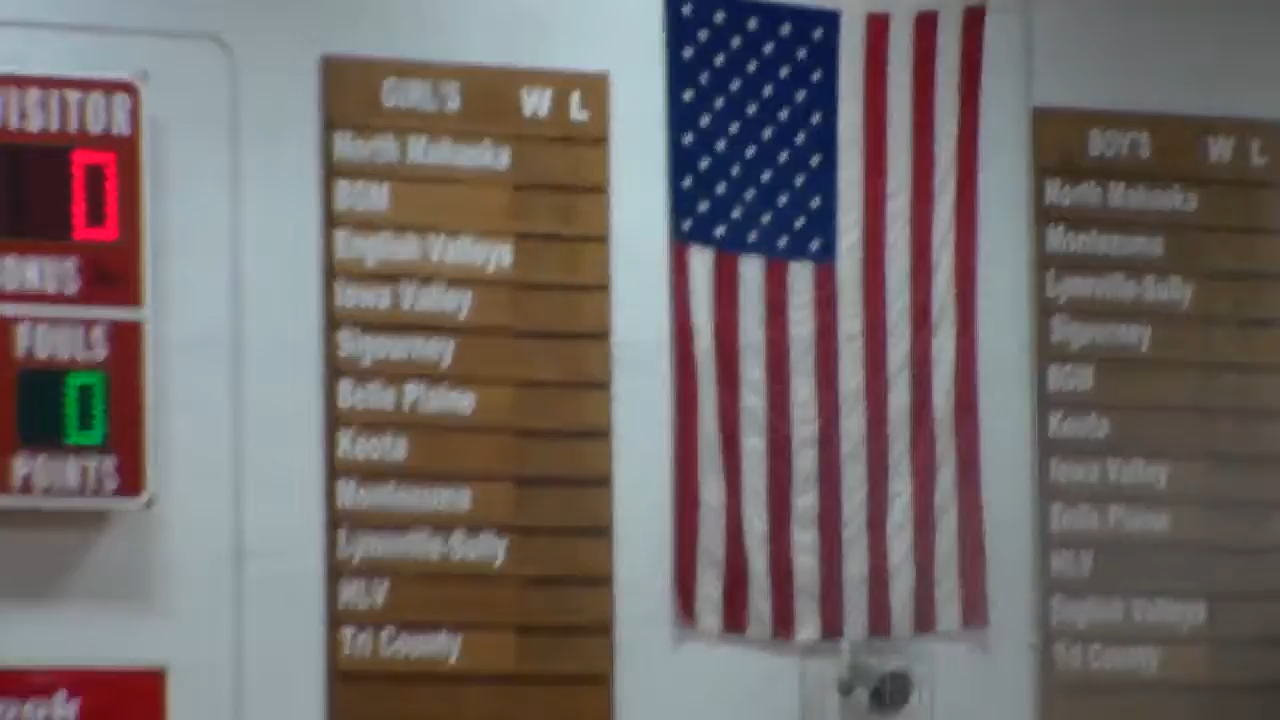 VISITOR
0
BONUS
FOULS
0
POINTS
GIRL'S W L
North Mahaska
BGM
English Valleys
Iowa Valley
Sigourney
Belle Plaine
Keota
Montezuma
Lynnville-Sully
HLV
Tri County
BOY'S W L
North Mahaska
Montezuma
Lynnville-Sully
Sigourney
BGM
Keota
Iowa Valley
Belle Plaine
HLV
English Valleys
Tri County